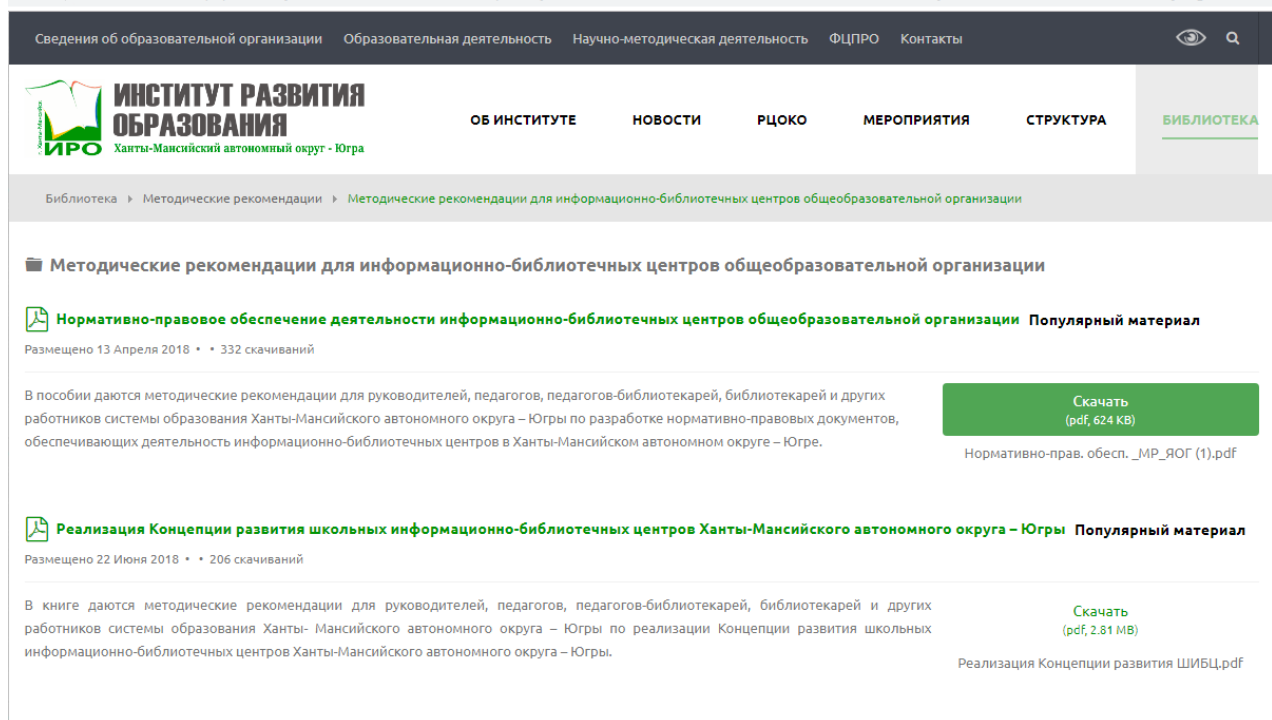 Сведения об образовательной организации Образовательная деятельность Научно-методическая деятельность ФЦПРО Контакты
ИНСТИТУТ РАЗВИТИЯ
ОБРАЗОВАНИЯ
ИРО Ханты-Мансийский автономный округ - Югра
г. Ханты-Мансийск
ОБ ИНСТИТУТЕ НОВОСТИ РЦОКО МЕРОПРИЯТИЯ СТРУКТУРА БИБЛИОТЕКА
Библиотека Методические рекомендации Методические рекомендации для информационно-библиотечных центров общеобразовательной организации
Методические рекомендации для информационно-библиотечных центров общеобразовательной организации
Нормативно-правовое обеспечение деятельности информационно-библиотечных центров общеобразовательной организации Популярный материал
Размещено 13 Апреля 2018 • • 332 скачиваний
В пособии даются методические рекомендации для руководителей, педагогов, педагогов-библиотекарей, библиотекарей и других
работников системы образования Ханты-Мансийского автономного округа – Югры по разработке нормативно-правовых документов,
обеспечивающих деятельность информационно-библиотечных центров в Ханты-Мансийском автономном округе – Югре.
Скачать
(pdf, 624 KB)
Нормативно-прав. обесп. _МР_ЯОГ (1).pdf
Реализация Концепции развития школьных информационно-библиотечных центров Ханты-Мансийского автономного округа – Югры Популярный материал
Размещено 22 Июня 2018 • • 206 скачиваний
В книге даются методические рекомендации для руководителей, педагогов, педагогов-библиотекарей, библиотекарей и других
работников системы образования Ханты- Мансийского автономного округа – Югры по реализации Концепции развития школьных
информационно-библиотечных центров Ханты-Мансийского автономного округа – Югры.
Скачать
(pdf, 2.81 MB)
Реализация Концепции развития ШИБЦ.pdf